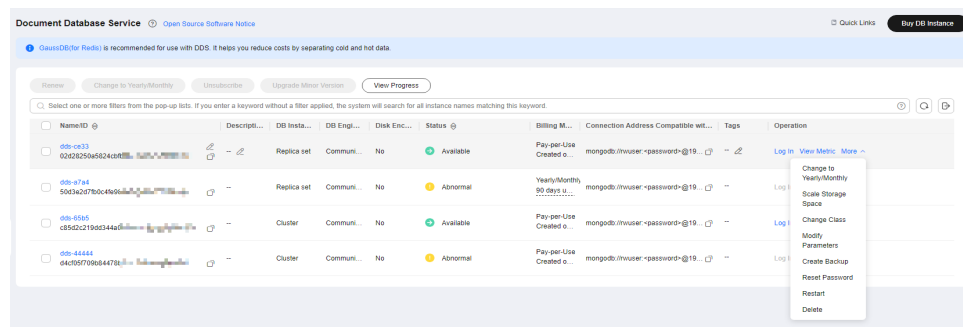 Document Database Service Open Source Software Notice Quick Links Buy DB Instance
GaussDB(for Redis) is recommended for use with DDS. It helps you reduce costs by separating cold and hot data.
Renew Change to Yearly/Monthly Unsubscribe Upgrade Minor Version View Progress
Select one or more filters from the pop-up lists. If you enter a keyword without a filter applied, the system will search for all instance names matching this keyword.
Name/ID Descripti... DB Insta... DB Engi... Disk Enc... Status Billing M... Connection Address Compatible wit... Tags Operation
dds-ce33
02d28250a5824cbf
-- Replica set Communi... No Available
Pay-per-Use
Created o...
mongodb://rwuser:<password>@19... -- Log In View Metric More
dds-a7a4
50d3e2d7fb0c4fe9
-- Replica set Communi... No Abnormal
Yearly/Monthly
90 days u...
mongodb://rwuser:<password>@19... -- Log I
dds-65b5
c85d2c219dd344a
-- Cluster Communi... No Available
Pay-per-Use
Created o...
mongodb://rwuser:<password>@19... -- Log I
dds-44444
d4cf05f709b84478
-- Cluster Communi... No Abnormal
Pay-per-Use
Created o...
mongodb://rwuser:<password>@19... -- Log I
Change to
Yearly/Monthly
Scale Storage
Space
Change Class
Modify
Parameters
Create Backup
Reset Password
Restart
Delete